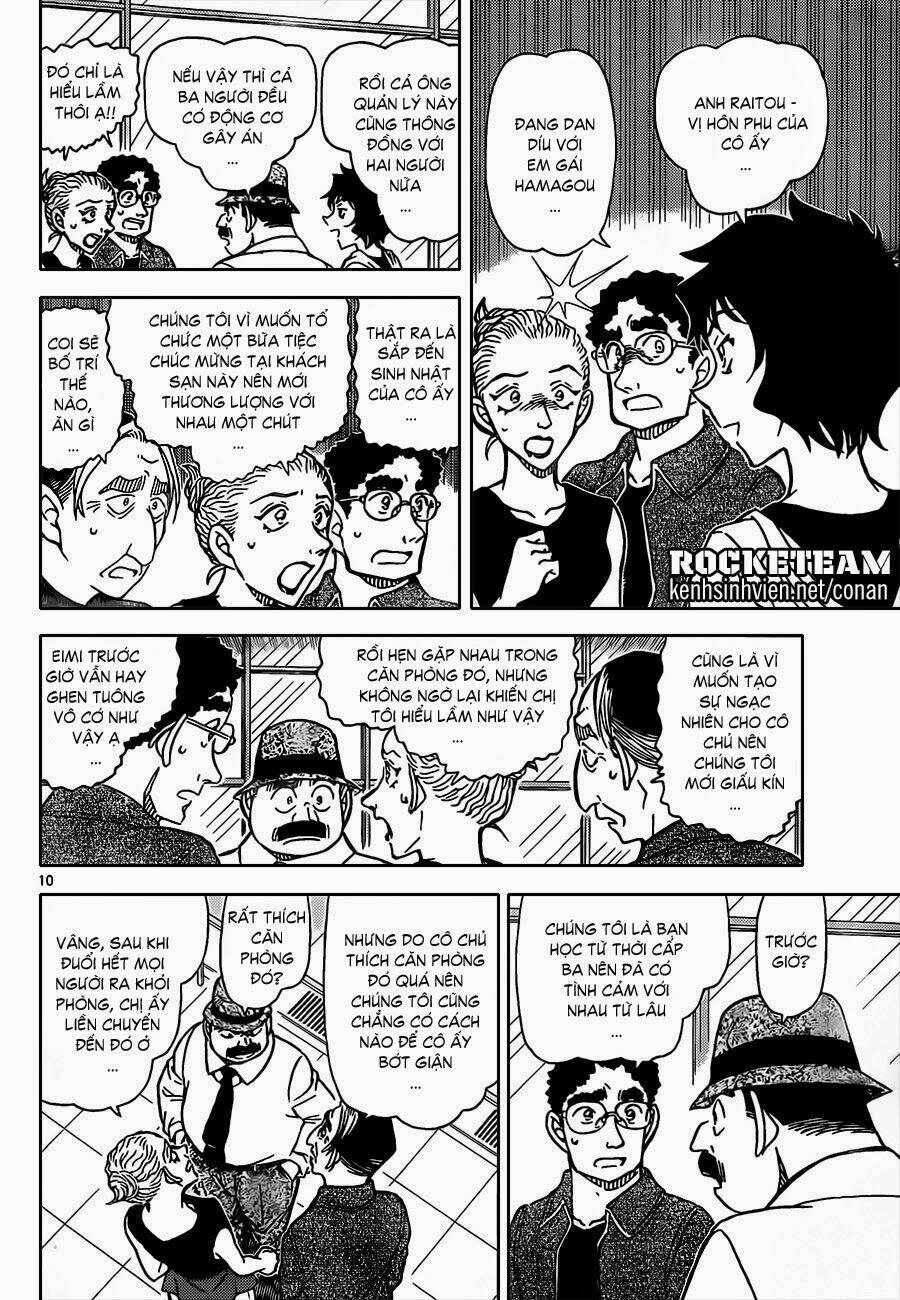 ANH RAITOU -
VỊ HÔN PHU CỦA
CÔ ẤY
...
ĐANG DAN
DÍU VỚI
EM GÁI
HAMAGOU
...
RỒI CẢ ÔNG
QUẢN LÝ NÀY
CŨNG THÔNG
ĐỒNG VỚI
HAI NGƯỜI
NỮA
...
NẾU VẬY THÌ CẢ
BA NGƯỜI ĐỀU
CÓ ĐỘNG CƠ
GÂY ÁN
...
ĐÓ CHỈ LÀ
HIỂU LẦM
THÔI Ạ!!
THẬT RA LÀ
SẮP ĐẾN
SINH NHẬT
CỦA CÔ ẤY
...
CHÚNG TÔI VÌ MUỐN TỔ
CHỨC MỘT BỮA TIỆC
CHÚC MỪNG TẠI KHÁCH
SẠN NÀY NÊN MỚI
THƯƠNG LƯỢNG VỚI
NHAU MỘT CHÚT
...
COI SẼ
BỐ TRÍ
THẾ
NÀO,
ĂN GÌ
...
ROCKETEAM
kenhsinhvien.net/conan
CŨNG LÀ VÌ
MUỐN TẠO
SỰ NGẠC
NHIÊN CHO CÔ
CHỦ NÊN
CHÚNG TÔI
MỚI GIẤU KÍN
...
RỒI HẸN GẶP NHAU TRONG
CĂN PHÒNG ĐÓ, NHƯNG
KHÔNG NGỜ LẠI KHIẾN CHỊ
TÔI HIỂU LẦM NHƯ VẬY
...
EIMI TRƯỚC
GIỜ VẪN HAY
GHEN TUÔNG
VÔ CỚ NHƯ
VẬY Ạ
...
10
TRƯỚC
GIỜ?
CHÚNG TÔI LÀ BẠN
HỌC TỪ THỜI CẤP
BA NÊN ĐÃ CÓ
TÌNH CẢM VỚI
NHAU TỪ LÂU
...
NHƯNG DO CÔ CHỦ
THÍCH CĂN PHÒNG
ĐÓ QUÁ NÊN
CHÚNG TÔI CŨNG
CHẲNG CÓ CÁCH
NÀO ĐỂ CÔ ẤY
BỚT GIẬN
...
RẤT THÍCH
CĂN
PHÒNG
ĐÓ?
VÂNG, SAU KHI
ĐUỔI HẾT MỌI
NGƯỜI RA KHỎI
PHÒNG, CHỊ ẤY
LIỀN CHUYỂN
ĐẾN ĐÓ Ở
...